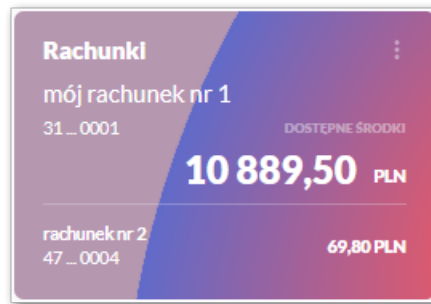 Rachunki
mój rachunek nr 1
31 ... 0001
DOSTĘPNE ŚRODKI
10 889,50 PLN
rachunek nr 2
47 ... 0004
69,80 PLN